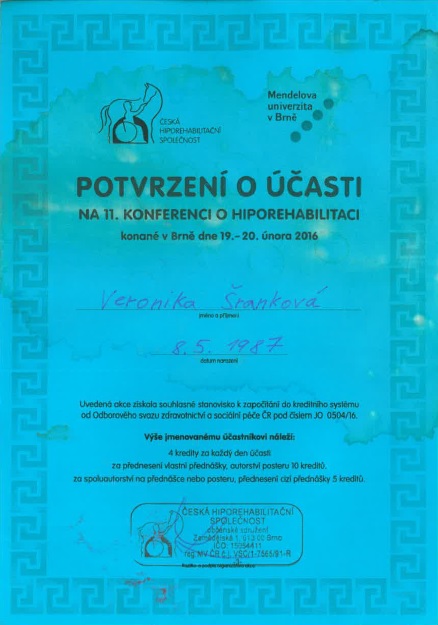 ČESKÁ
HIPOREHABILITAČNÍ
SPOLEČNOST
Mendelova
univerzita
v Brně
POTVRZENÍ O ÚČASTI
NA 11. KONFERENCI O HIPOREHABILITACI
konané v Brně dne 19.–20. února 2016
Veronika Šranková
jméno a příjmení
8. 5. 1987
datum narození
Uvedená akce získala souhlasné stanovisko k započítání do kreditního systému
od Odborového svazu zdravotnictví a sociální péče ČR pod číslem JO 0504/16.
Výše jmenovanému účastníkovi náleží:
4 kredity za každý den účasti
za přednesení vlastní přednášky, autorství posteru 10 kreditů.
za spoluautorství na přednášce nebo posteru, přednesení cizí přednášky 5 kreditů.
ČESKÁ HIPOREHABILITAČNÍ
SPOLEČNOST
občanské sdružení
Zemědělská 1, 613 00 Brno
IČO: 15994411
reg. MV ČR č.j. VSC/1-7565/91-R